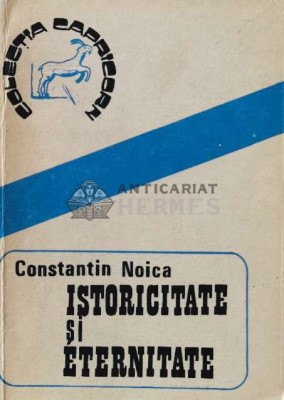 COLECȚIA CAPRICORN
ANTICARIAT
HERMES
Constantin Noica
ISTORICITATE
ȘI
ETERNITATE